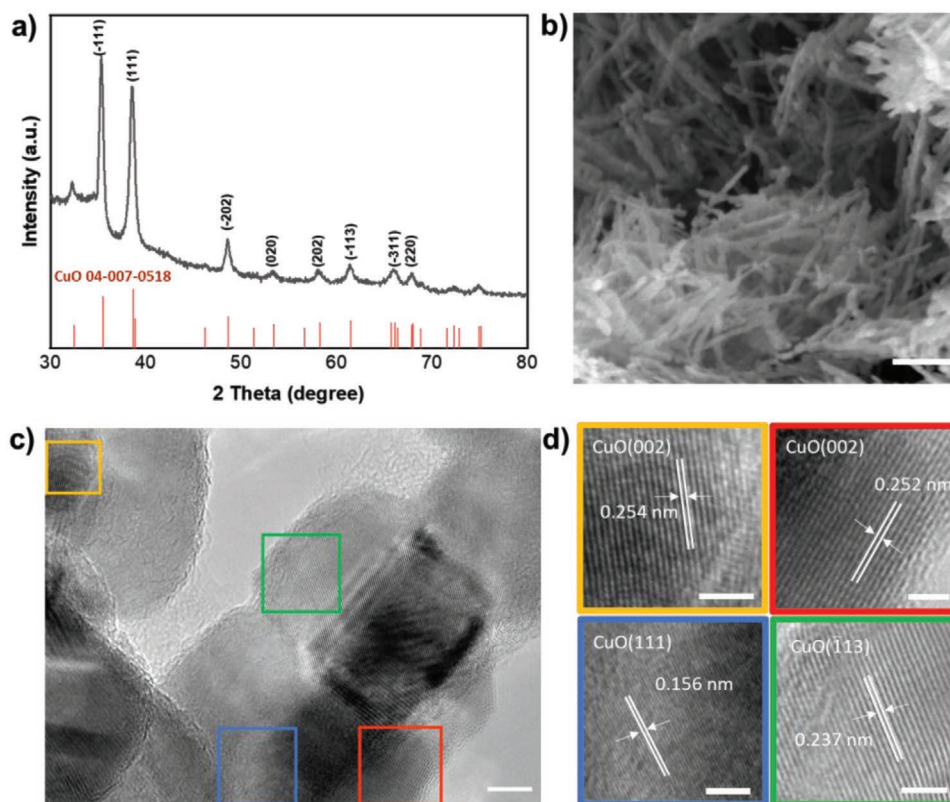 a)
(-111)
(111)
(-202)
(020)
(202)
(-113)
(-311)
(220)
Intensity (a.u.)
CuO 04-007-0518
30 40 50 60 70 80
2 Theta (degree)
b)
c)
d)
CuO(002)
0.254 nm
CuO(002)
0.252 nm
CuO(111)
0.156 nm
CuO(1̄13)
0.237 nm